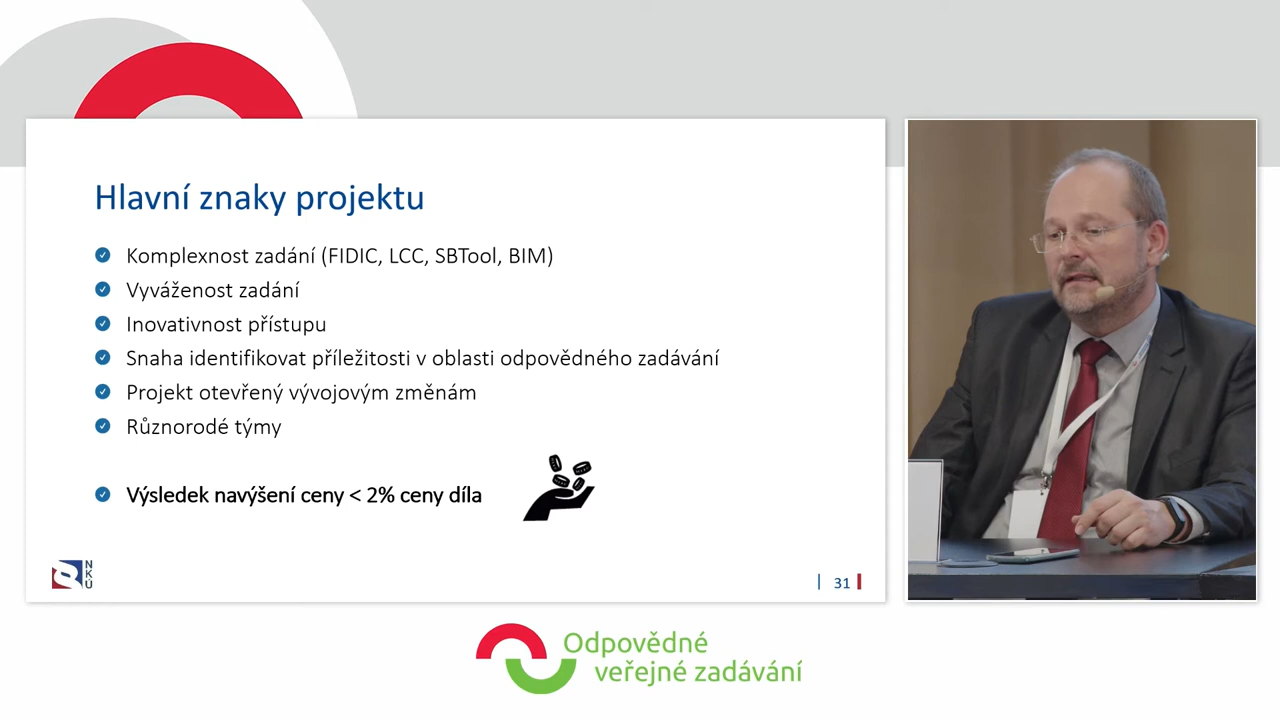 Hlavní znaky projektu
Komplexnost zadání (FIDIC, LCC, SBTool, BIM)
Vyváženost zadání
Inovativnost přístupu
Snaha identifikovat příležitosti v oblasti odpovědného zadávání
Projekt otevřený vývojovým změnám
Různorodé týmy
Výsledek navýšení ceny < 2% ceny díla
NKU
31
Odpovědné
veřejné zadávání